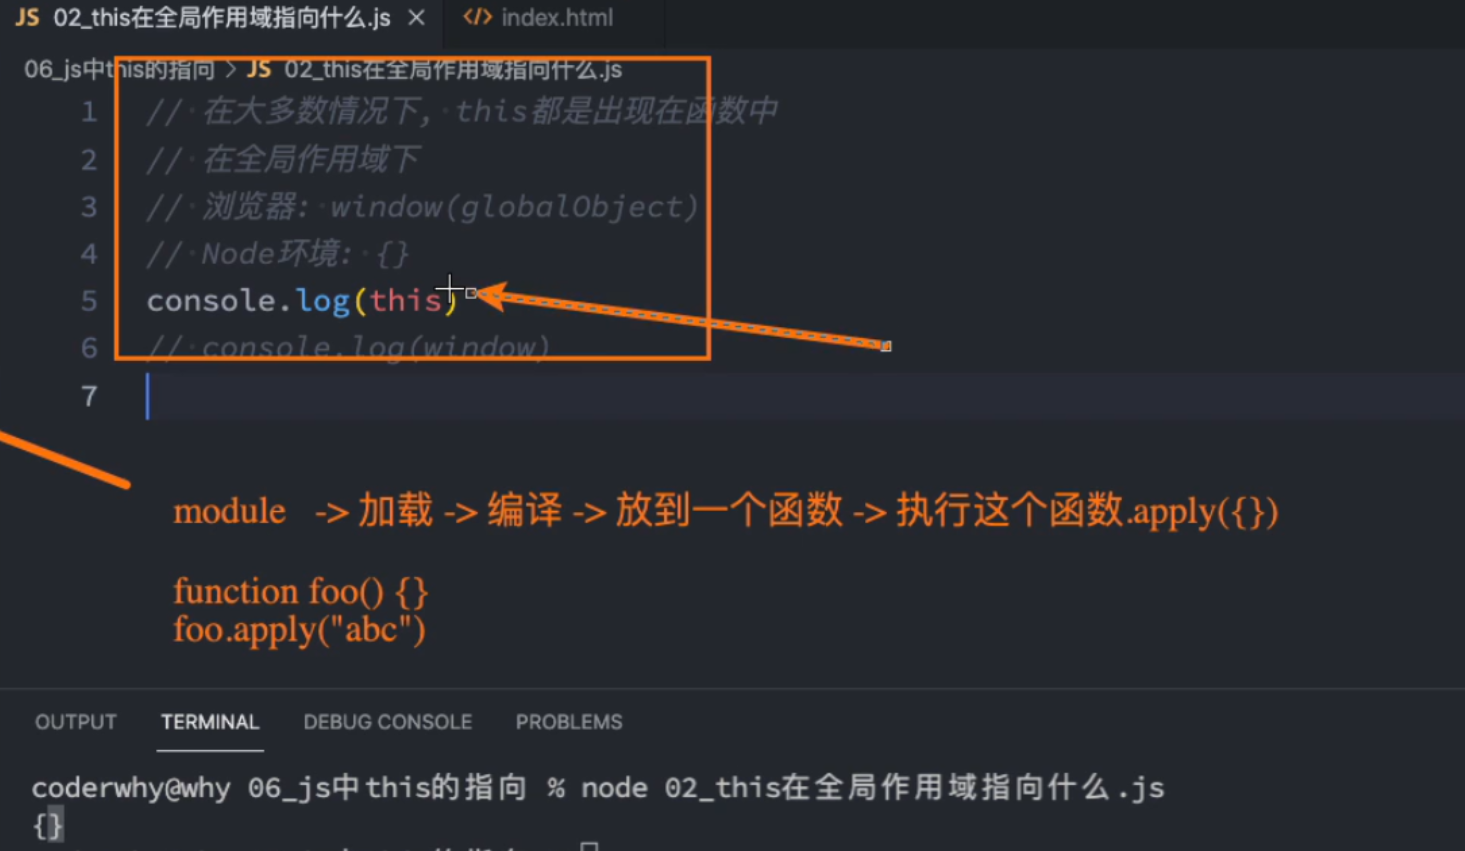 JS 02_this在全局作用域指向什么.js × </> index.html
06_js中this的指向 > JS 02_this在全局作用域指向什么.js
1 // 在大多数情况下, this都是出现在函数中
2 // 在全局作用域下
3 // 浏览器: window(globalObject)
4 // Node环境: {}
5 console.log(this)
6 // console.log(window)
7
module -> 加载 -> 编译 -> 放到一个函数 -> 执行这个函数.apply({})
function foo() {}
foo.apply("abc")
OUTPUT TERMINAL DEBUG CONSOLE PROBLEMS
coderwhy@why 06_js中this的指向 % node 02_this在全局作用域指向什么.js
{}